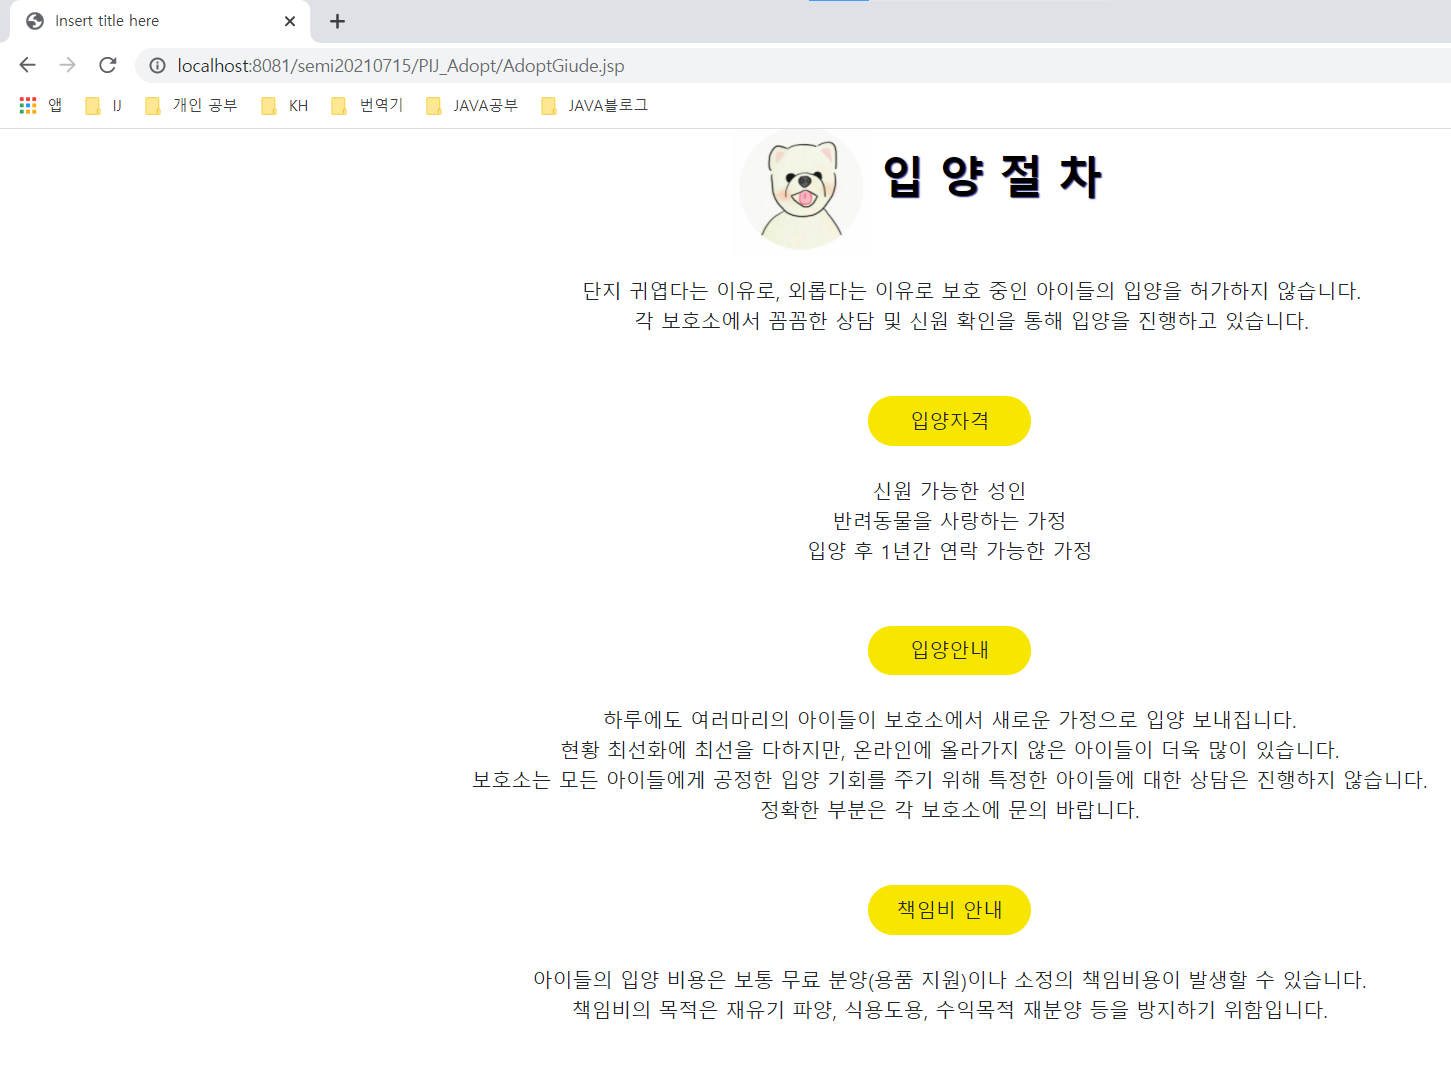 Insert title here
localhost:8081/semi20210715/PIJ_Adopt/AdoptGiude.jsp
앱 IJ 개인 공부 KH 번역기 JAVA공부 JAVA블로그
입 양 절 차
단지 귀엽다는 이유로, 외롭다는 이유로 보호 중인 아이들의 입양을 허가하지 않습니다.
각 보호소에서 꼼꼼한 상담 및 신원 확인을 통해 입양을 진행하고 있습니다.
입양자격
신원 가능한 성인
반려동물을 사랑하는 가정
입양 후 1년간 연락 가능한 가정
입양안내
하루에도 여러마리의 아이들이 보호소에서 새로운 가정으로 입양 보내집니다.
현황 최선화에 최선을 다하지만, 온라인에 올라가지 않은 아이들이 더욱 많이 있습니다.
보호소는 모든 아이들에게 공정한 입양 기회를 주기 위해 특정한 아이들에 대한 상담은 진행하지 않습니다.
정확한 부분은 각 보호소에 문의 바랍니다.
책임비 안내
아이들의 입양 비용은 보통 무료 분양(용품 지원)이나 소정의 책임비용이 발생할 수 있습니다.
책임비의 목적은 재유기 파양, 식용도용, 수익목적 재분양 등을 방지하기 위함입니다.